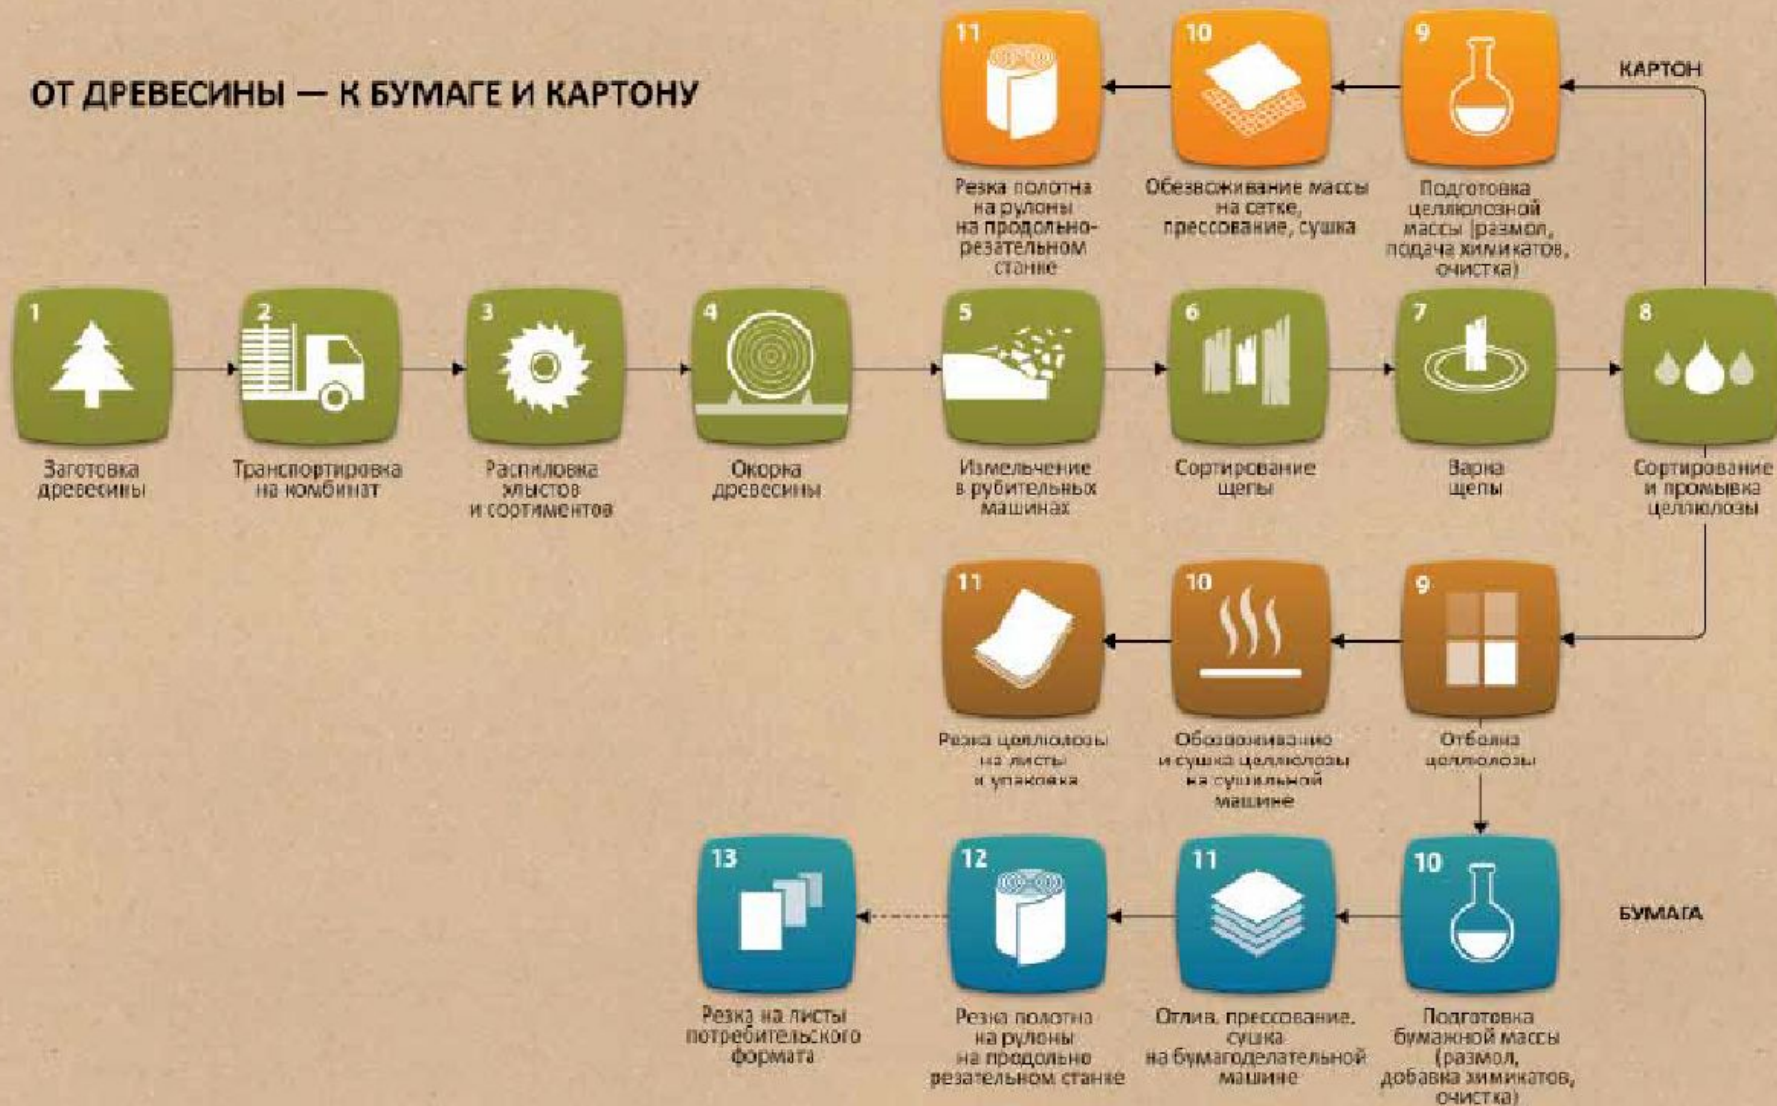 ОТ ДРЕВЕСИНЫ — К БУМАГЕ И КАРТОНУ
11
10
9
КАРТОН
Резка полотна
на рулоны
на продольно-
резательном
станке
Обезвоживание массы
на сетке,
прессование, сушка
Подготовка
целлюлозной
массы (размол,
подача химикатов,
очистка)
1
2
3
4
5
6
7
8
Заготовка
древесины
Транспортировка
на комбинат
Распиловка
хлыстов
и сортиментов
Окорка
древесины
Измельчение
в рубительных
машинах
Сортирование
щепы
Варка
щепы
Сортирование
и промывка
целлюлозы
11
10
9
Резка целлюлозы
на листы
и упаковка
Обезвоживание
и сушка целлюлозы
на сушильной
машине
Отбелка
целлюлозы
13
12
11
10
БУМАГА
Резка на листы
потребительского
формата
Резка полотна
на рулоны
на продольно
резательном станке
Отлив, прессование,
сушка
на бумагоделательной
машине
Подготовка
бумажной массы
(размол,
добавка химикатов,
очистка)